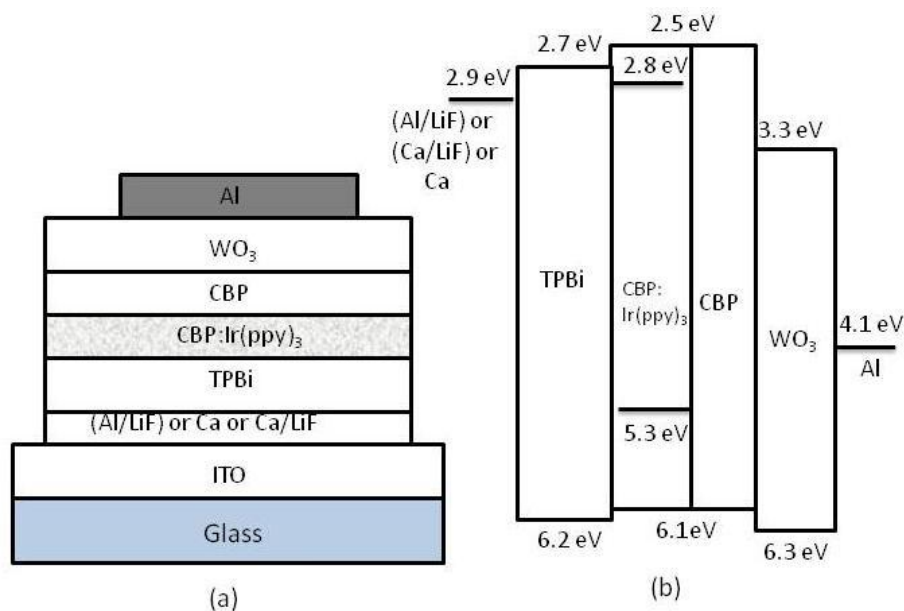 Al
WO₃
CBP
CBP:Ir(ppy)₃
TPBi
(Al/LiF) or Ca or Ca/LiF
ITO
Glass
(a)
2.9 eV
(Al/LiF) or
(Ca/LiF) or
Ca
2.7 eV
TPBi
6.2 eV
2.5 eV
2.8 eV
CBP:
Ir(ppy)₃
5.3 eV
CBP
6.1eV
3.3 eV
WO₃
6.3 eV
4.1 eV
Al
(b)